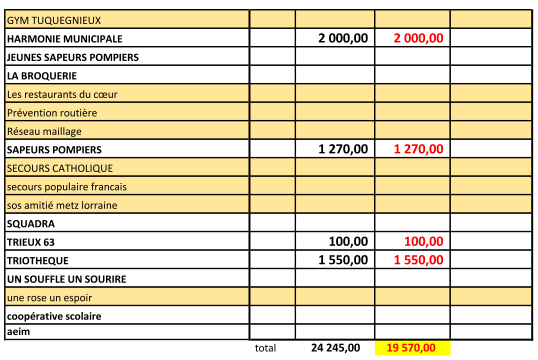 GYM TUQUEGNIEUX
HARMONIE MUNICIPALE 2 000,00 2 000,00
JEUNES SAPEURS POMPIERS
LA BROQUERIE
Les restaurants du cœur
Prévention routière
Réseau maillage
SAPEURS POMPIERS 1 270,00 1 270,00
SECOURS CATHOLIQUE
secours populaire francais
sos amitié metz lorraine
SQUADRA
TRIEUX 63 100,00 100,00
TRIOTHEQUE 1 550,00 1 550,00
UN SOUFFLE UN SOURIRE
une rose un espoir
coopérative scolaire
aeim
total 24 245,00 19 570,00